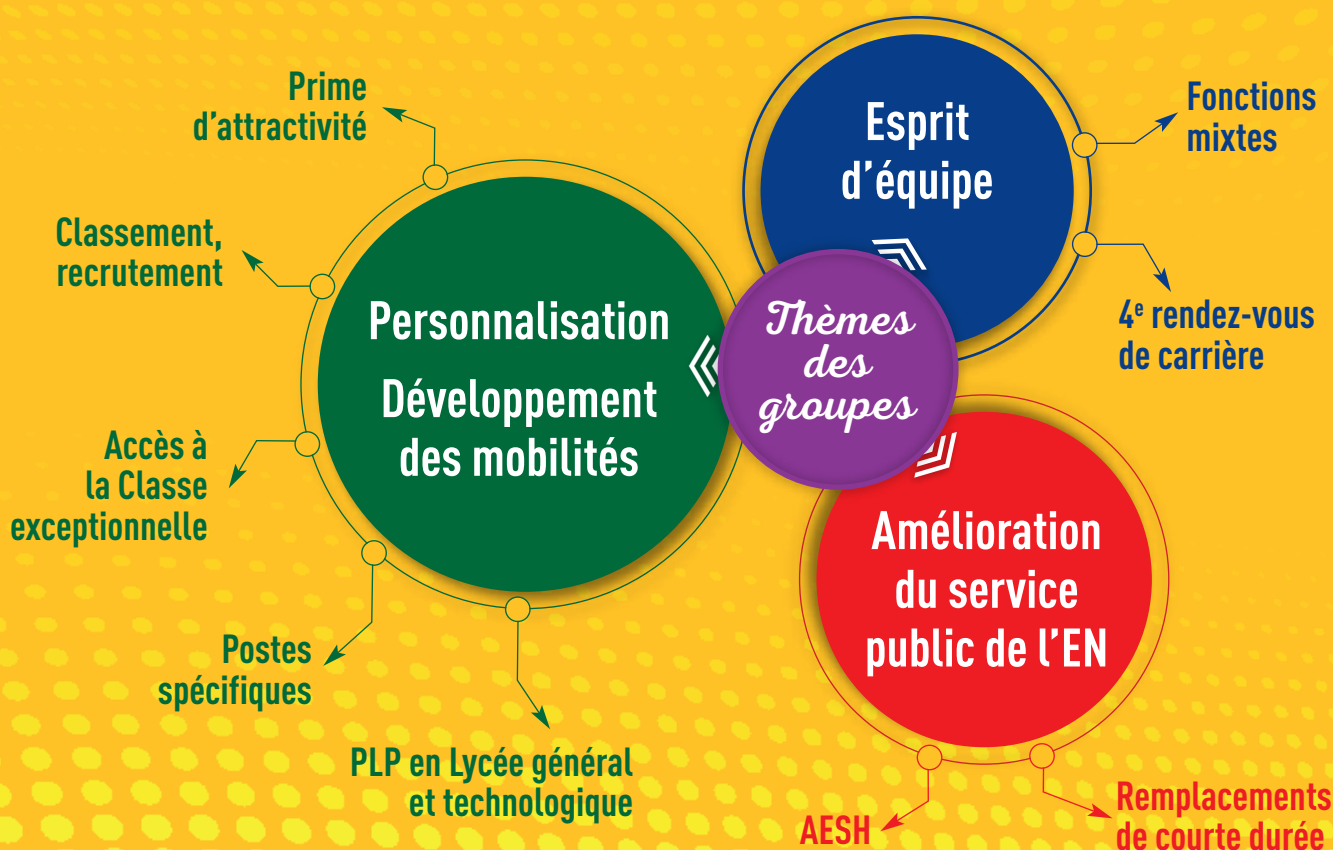 Thèmes
des
groupes
Personnalisation
Développement
des mobilités
Prime
d'attractivité
Classement,
recrutement
Accès à
la Classe
exceptionnelle
Postes
spécifiques
PLP en Lycée général
et technologique
Esprit
d'équipe
Fonctions
mixtes
4e rendez-vous
de carrière
Amélioration
du service
public de l'EN
AESH
Remplacements
de courte durée